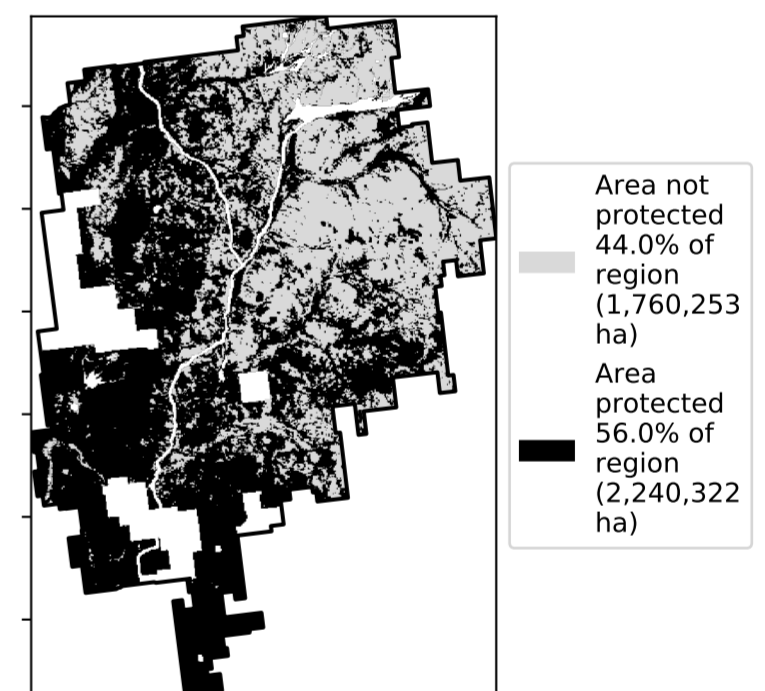 Area not
protected
44.0% of
region
(1,760,253
ha)
Area
protected
56.0% of
region
(2,240,322
ha)